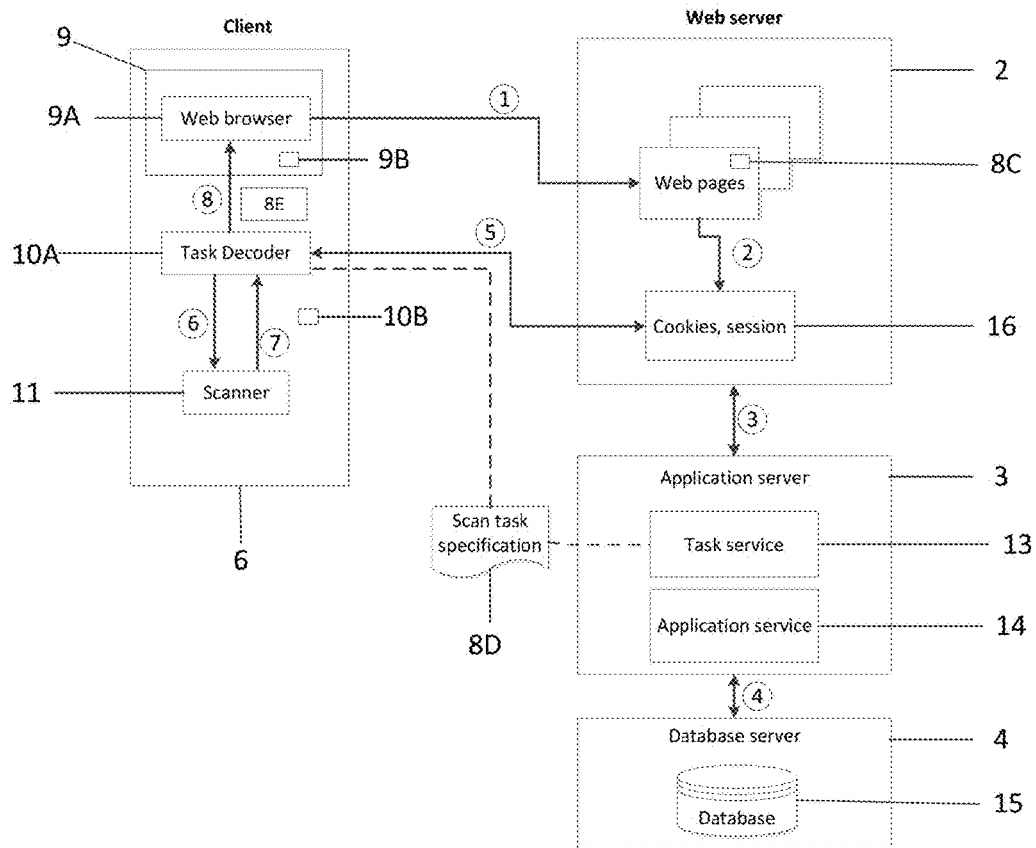 Client
Web server
9
2
9A
Web browser
①
9B
8C
Web pages
⑧
8E
10A
Task Decoder
⑤
②
⑥
⑦
10B
Cookies, session
16
11
Scanner
③
Application server
3
Scan task
specification
Task service
13
6
8D
Application service
14
④
Database server
4
Database
15